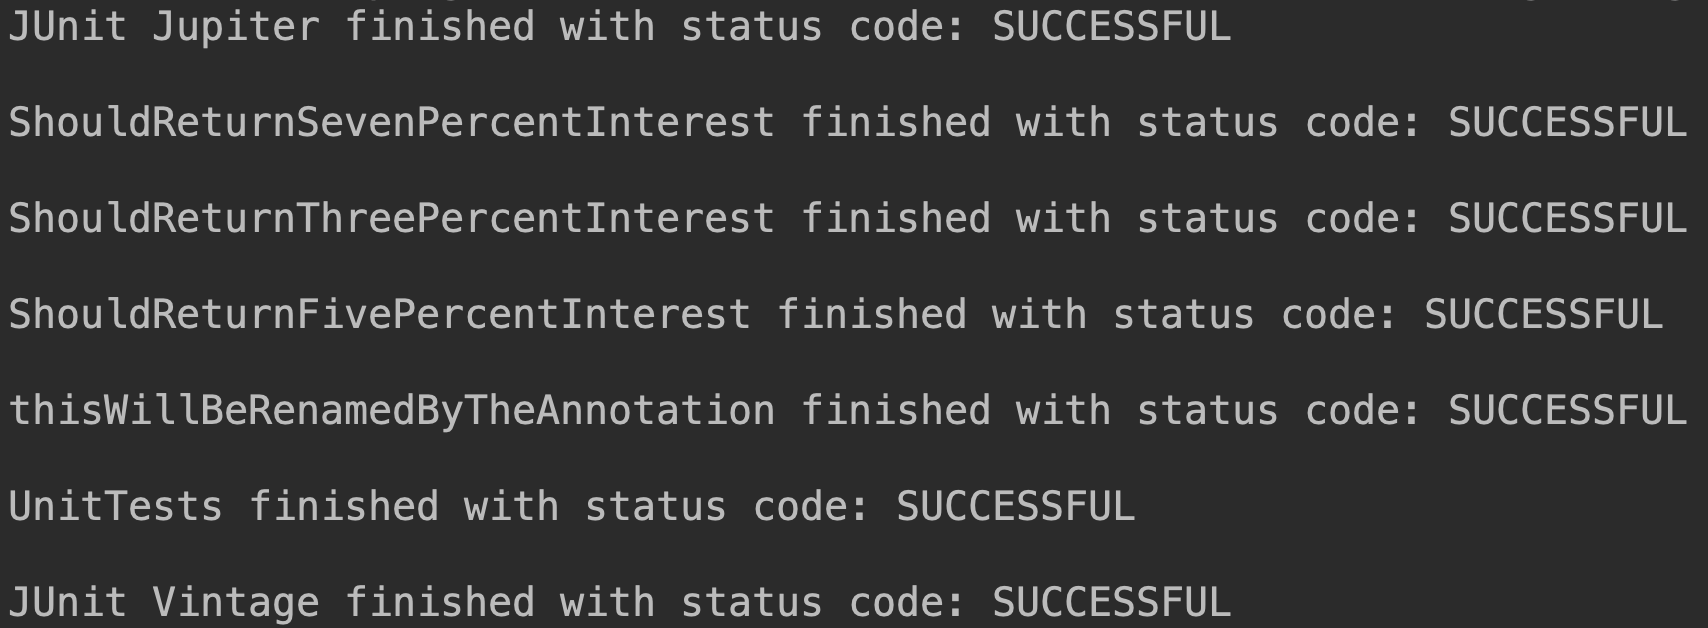 JUnit Jupiter finished with status code: SUCCESSFUL
ShouldReturnSevenPercentInterest finished with status code: SUCCESSFUL
ShouldReturnThreePercentInterest finished with status code: SUCCESSFUL
ShouldReturnFivePercentInterest finished with status code: SUCCESSFUL
thisWillBeRenamedByTheAnnotation finished with status code: SUCCESSFUL
UnitTests finished with status code: SUCCESSFUL
JUnit Vintage finished with status code: SUCCESSFUL